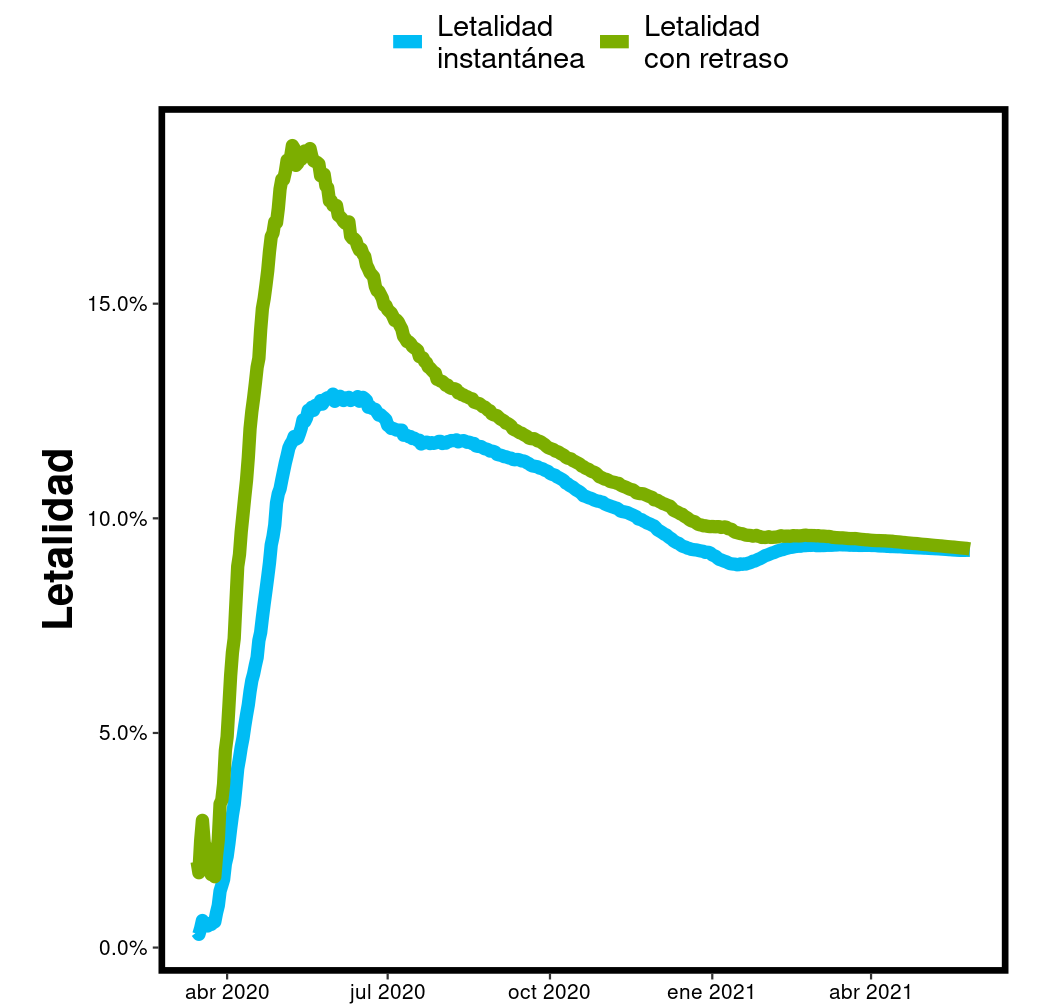 Letalidad
instantánea
Letalidad
con retraso
Letalidad
15.0%
10.0%
5.0%
0.0%
abr 2020
jul 2020
oct 2020
ene 2021
abr 2021